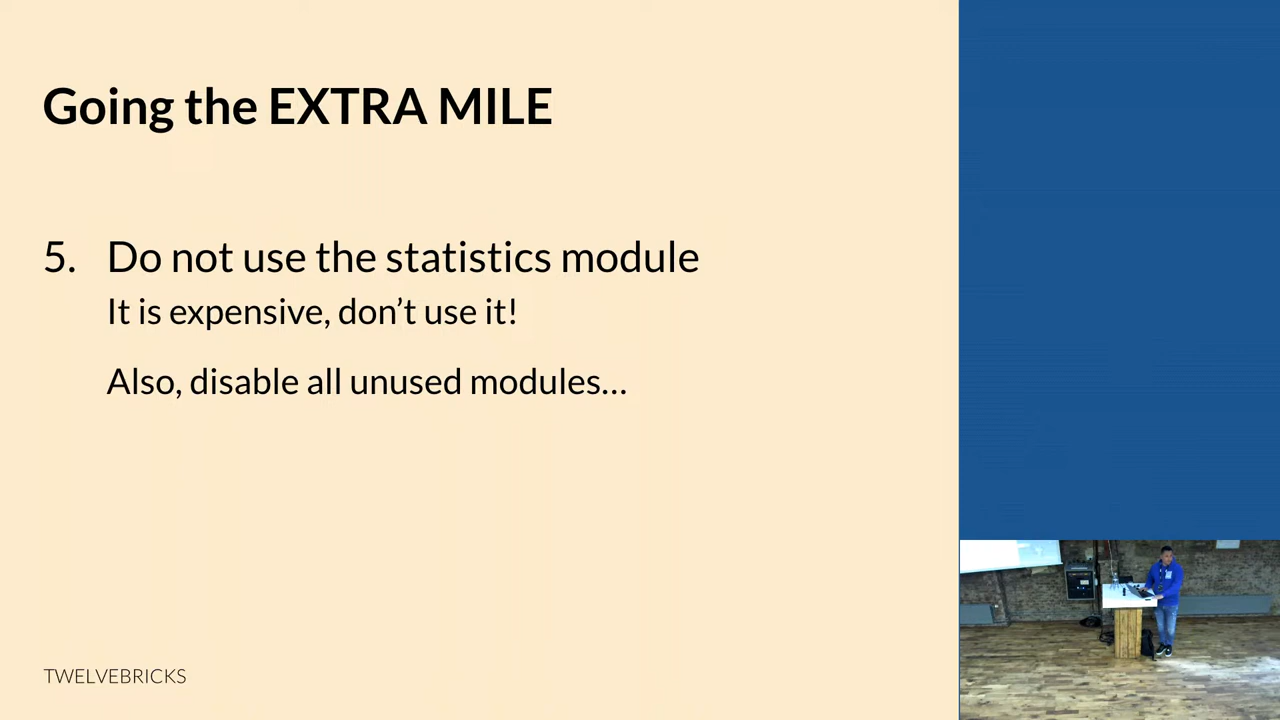 Going the EXTRA MILE
5. Do not use the statistics module
It is expensive, don’t use it!
Also, disable all unused modules...
TWELVEBRICKS